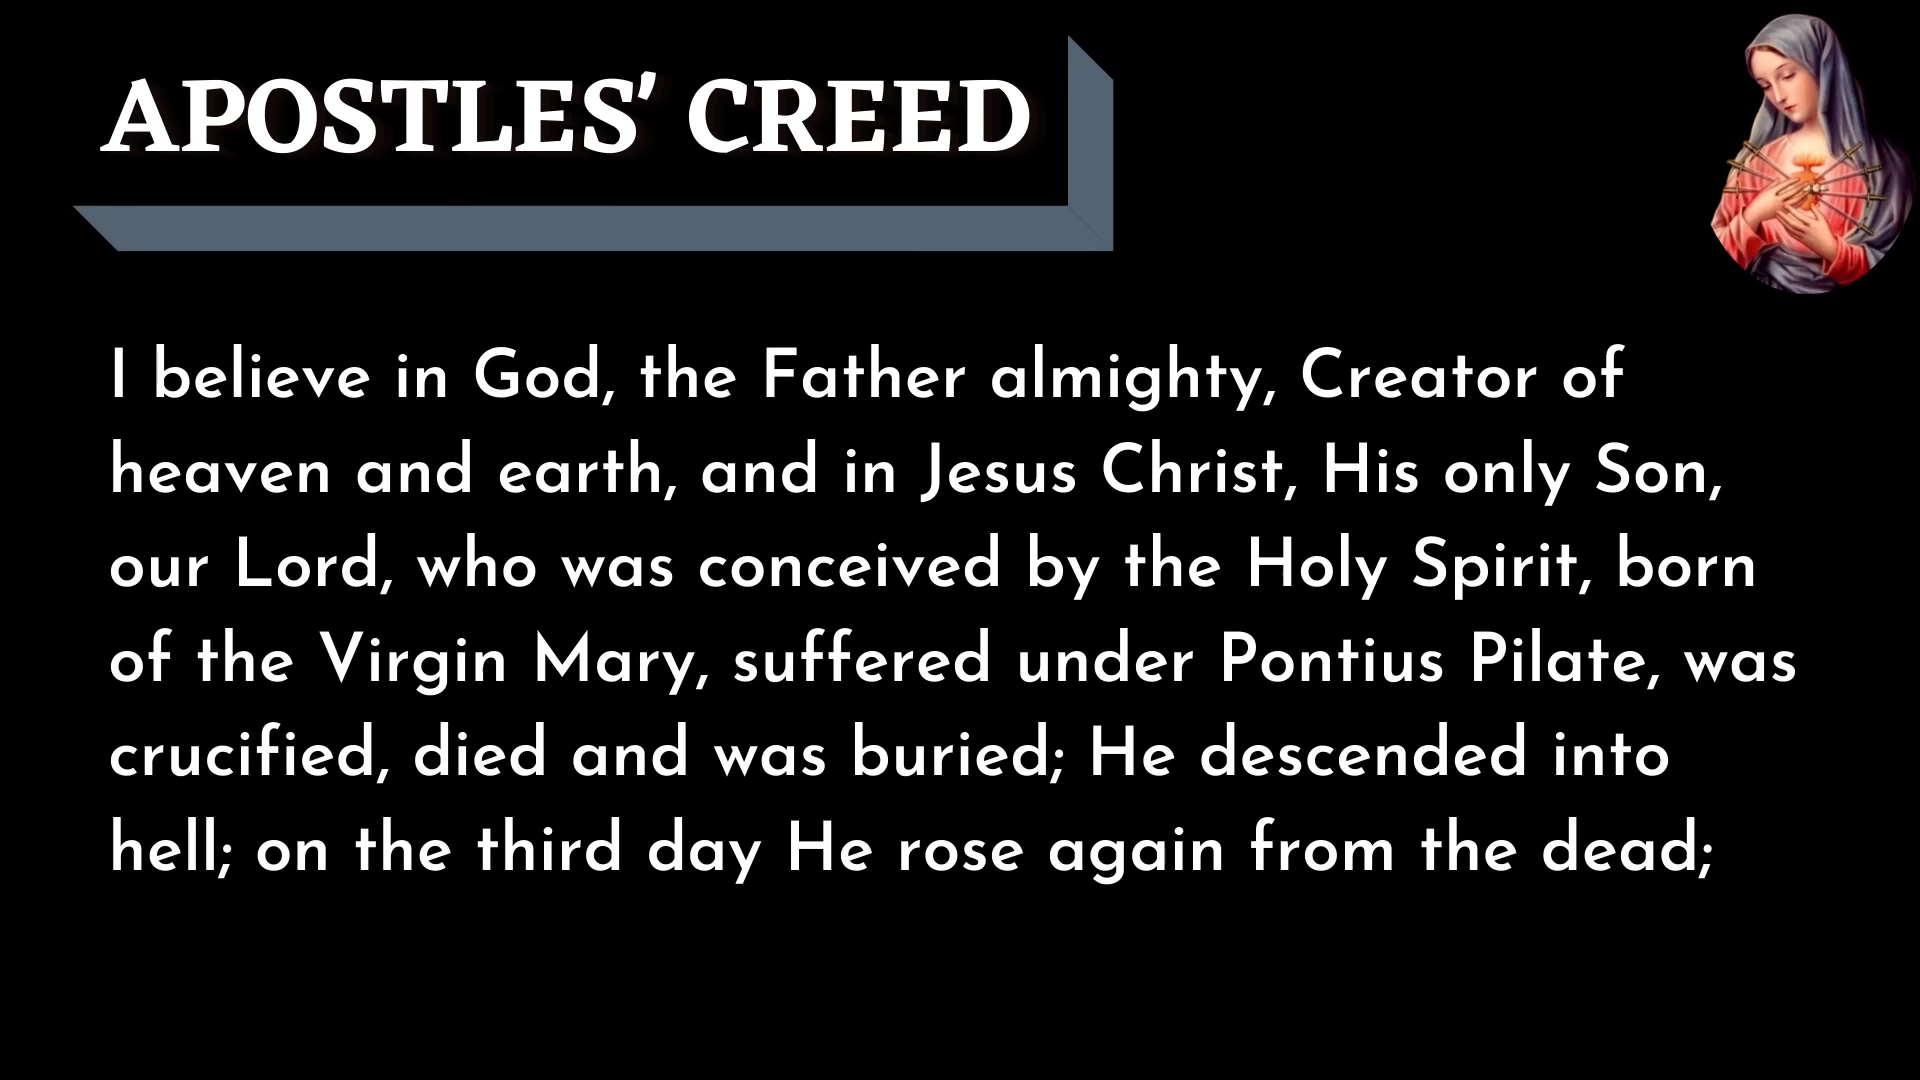 APOSTLES' CREED
I believe in God, the Father almighty, Creator of
heaven and earth, and in Jesus Christ, His only Son,
our Lord, who was conceived by the Holy Spirit, born
of the Virgin Mary, suffered under Pontius Pilate, was
crucified, died and was buried; He descended into
hell; on the third day He rose again from the dead;